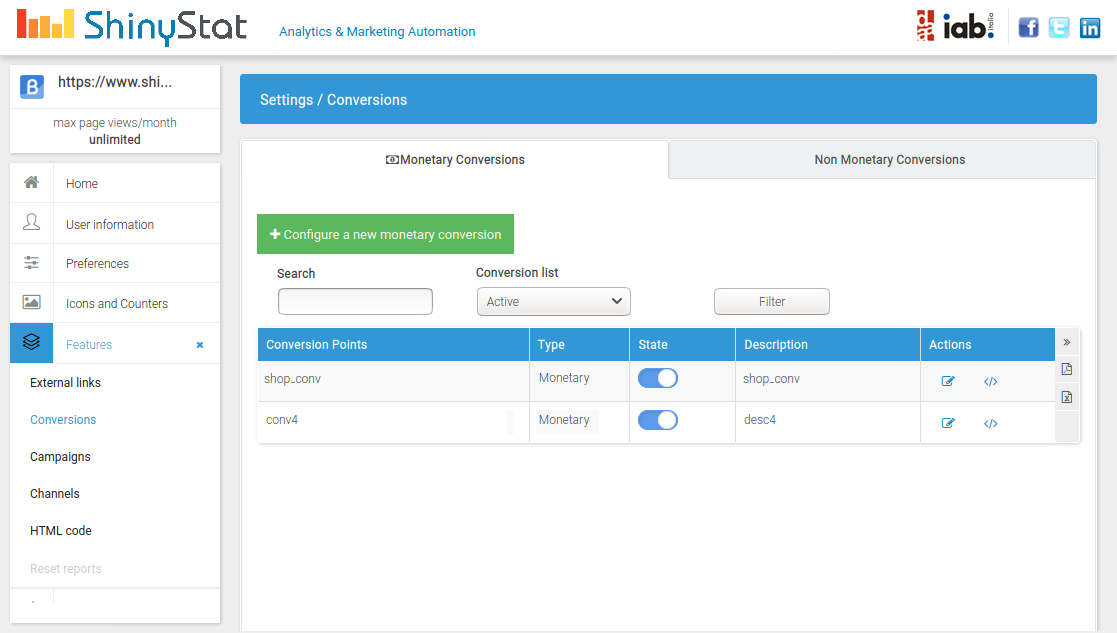 ShinyStat
Analytics & Marketing Automation
iab. italia
https://www.shi...
max page views/month
unlimited
Home
User information
Preferences
Icons and Counters
Features
External links
Conversions
Campaigns
Channels
HTML code
Reset reports
Settings / Conversions
Monetary Conversions
Non Monetary Conversions
Configure a new monetary conversion
Search
Conversion list
Active
Filter
Conversion Points Type State Description Actions
shop_conv Monetary shop_conv
conv4 Monetary desc4